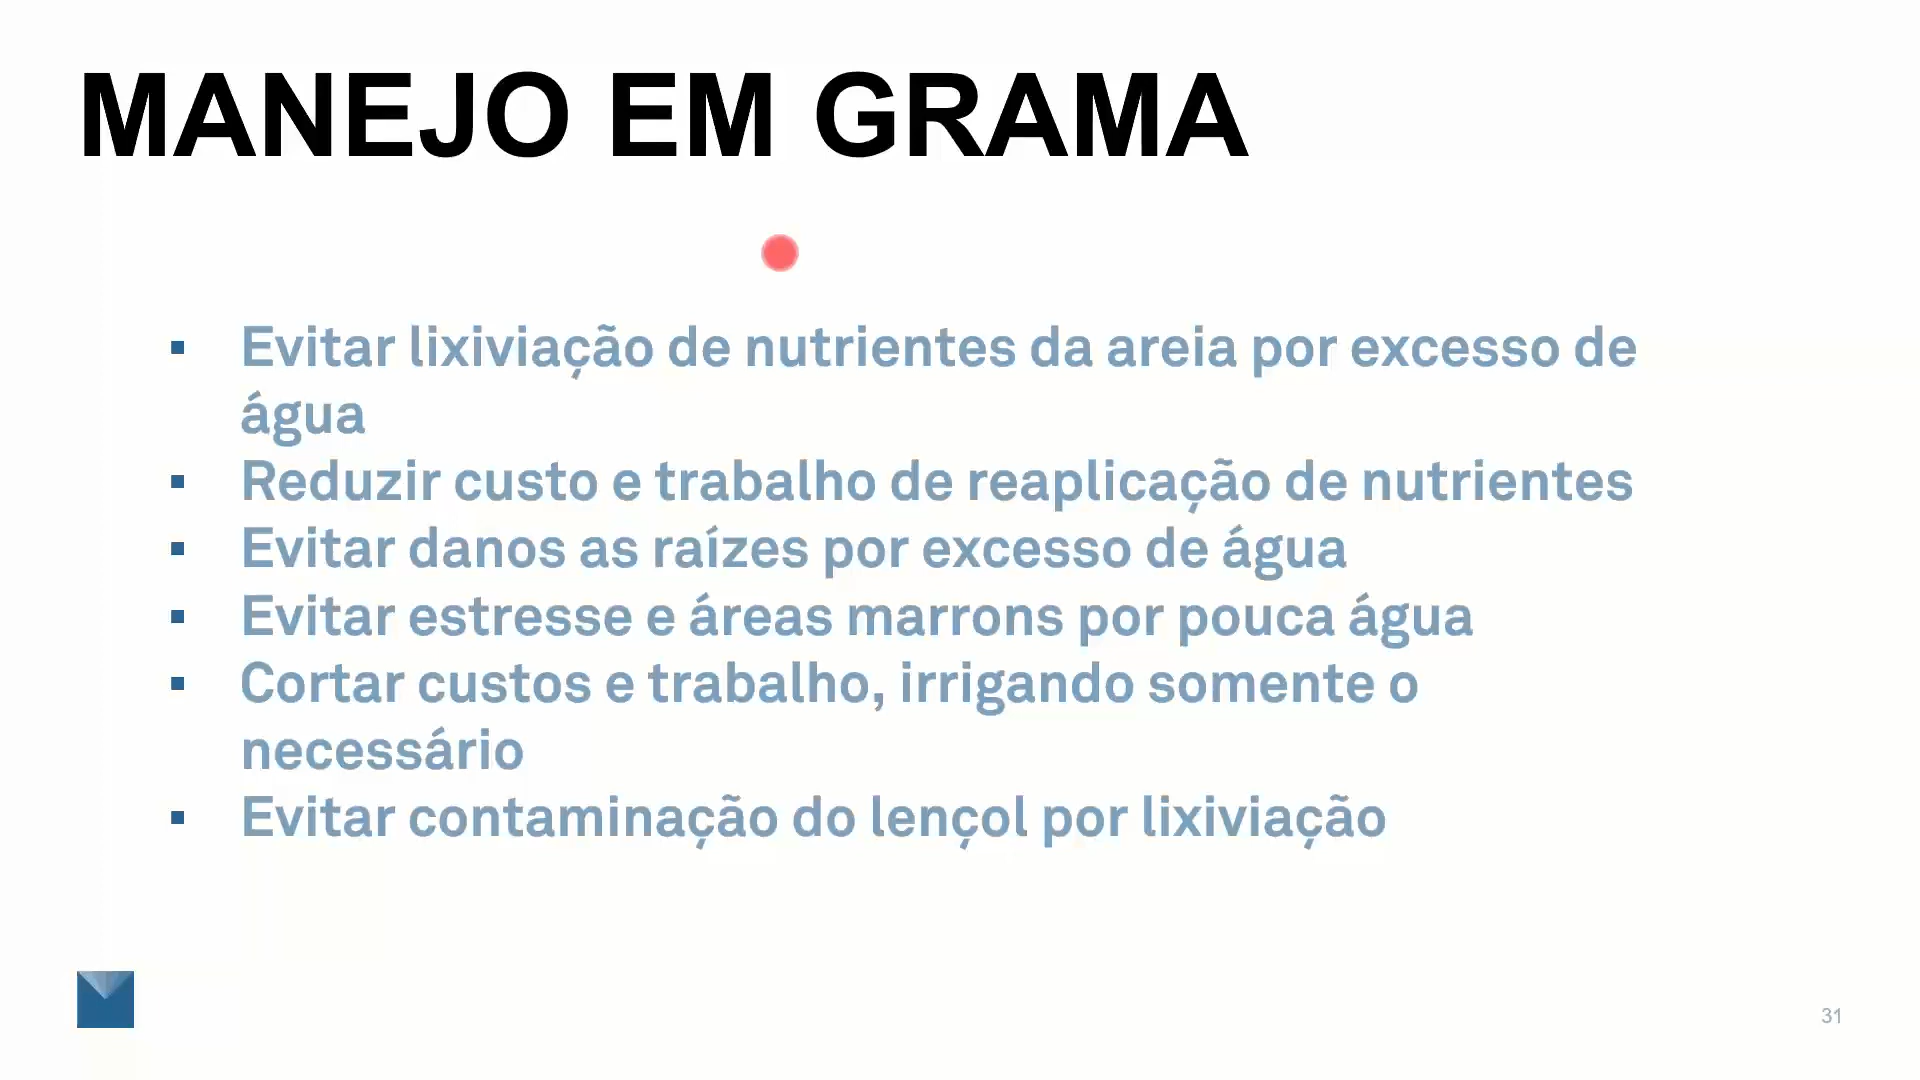 MANEJO EM GRAMA
▪ Evitar lixiviação de nutrientes da areia por excesso de
água
▪ Reduzir custo e trabalho de reaplicação de nutrientes
▪ Evitar danos as raízes por excesso de água
▪ Evitar estresse e áreas marrons por pouca água
▪ Cortar custos e trabalho, irrigando somente o
necessário
▪ Evitar contaminação do lençol por lixiviação
31